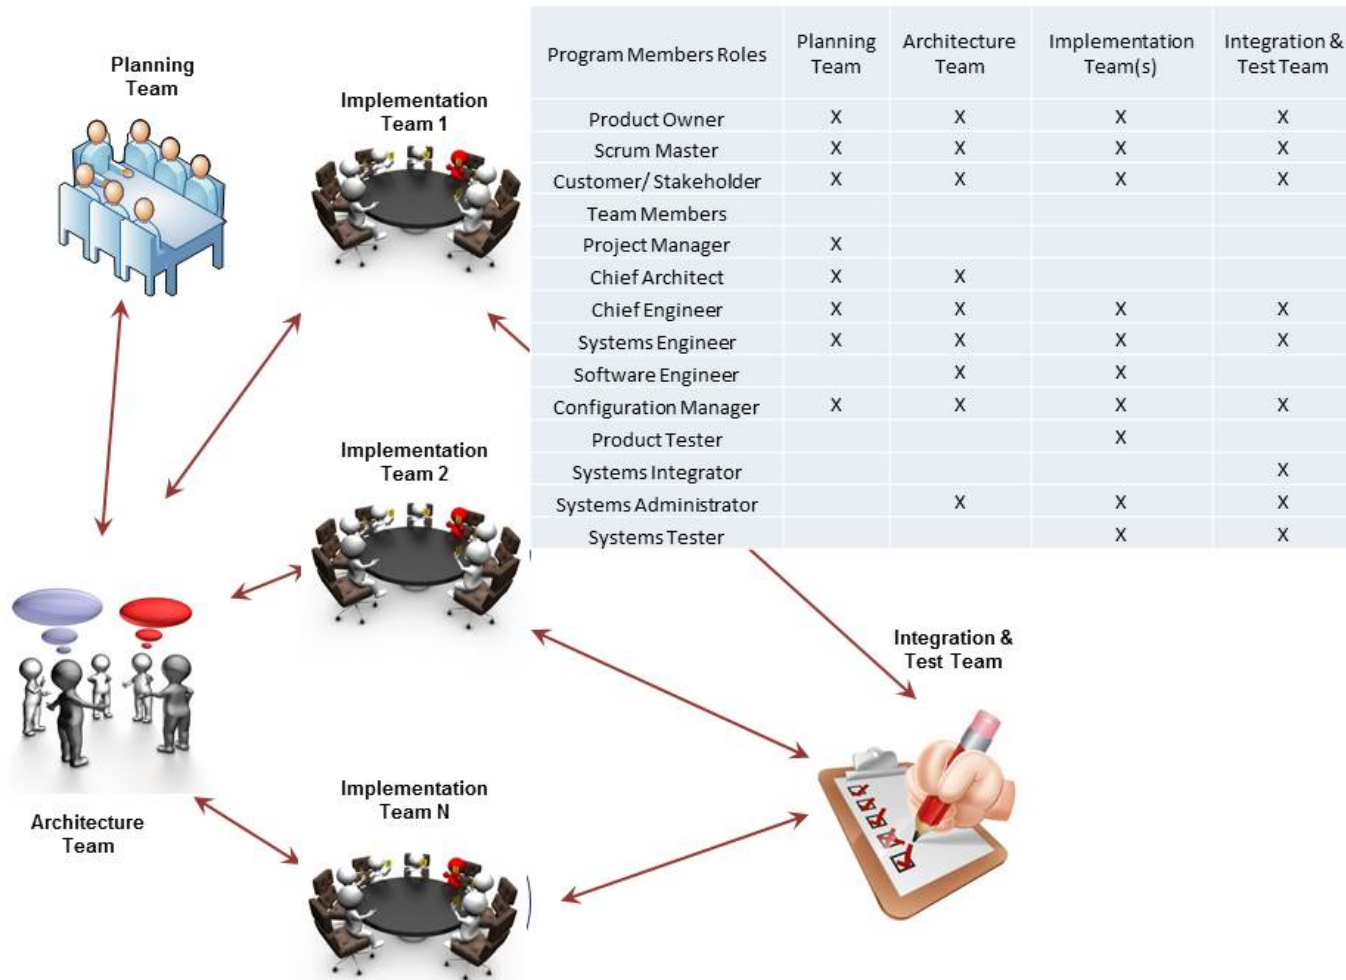 Planning
Team
Implementation
Team 1
Program Members Roles
Planning
Team
Architecture
Team
Implementation
Team(s)
Integration &
Test Team
Product Owner X X X X
Scrum Master X X X X
Customer/ Stakeholder X X X X
Team Members
Project Manager X
Chief Architect X X
Chief Engineer X X X X
Systems Engineer X X X X
Software Engineer X X
Configuration Manager X X X X
Product Tester X
Systems Integrator X
Systems Administrator X X X
Systems Tester X X
Implementation
Team 2
Integration &
Test Team
Implementation
Team N
Architecture
Team